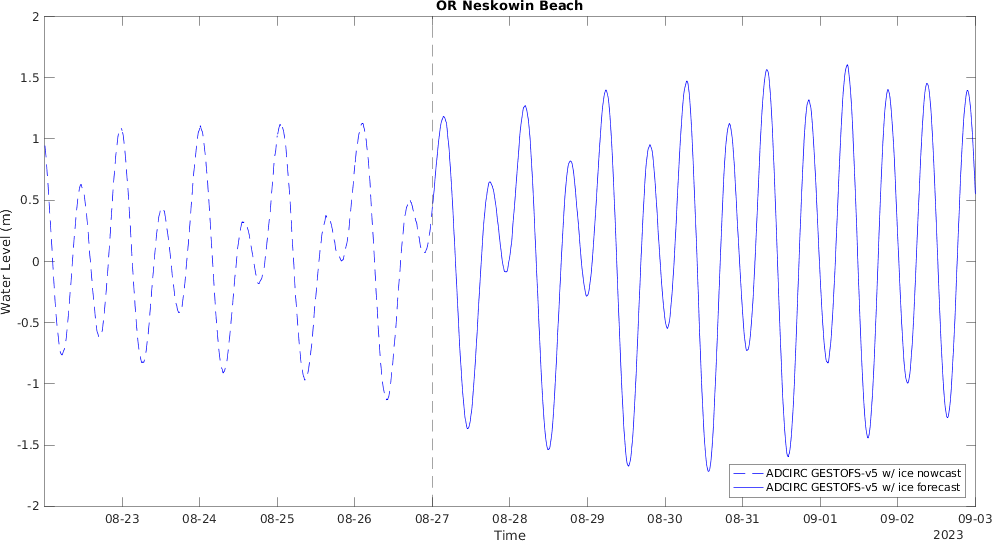 OR Neskowin Beach
2
1.5
1
0.5
0
-0.5
-1
-1.5
-2
Water Level (m)
ADCIRC GESTOFS-v5 w/ ice nowcast
ADCIRC GESTOFS-v5 w/ ice forecast
08-23 08-24 08-25 08-26 08-27 08-28 08-29 08-30 08-31 09-01 09-02 09-03
Time
2023